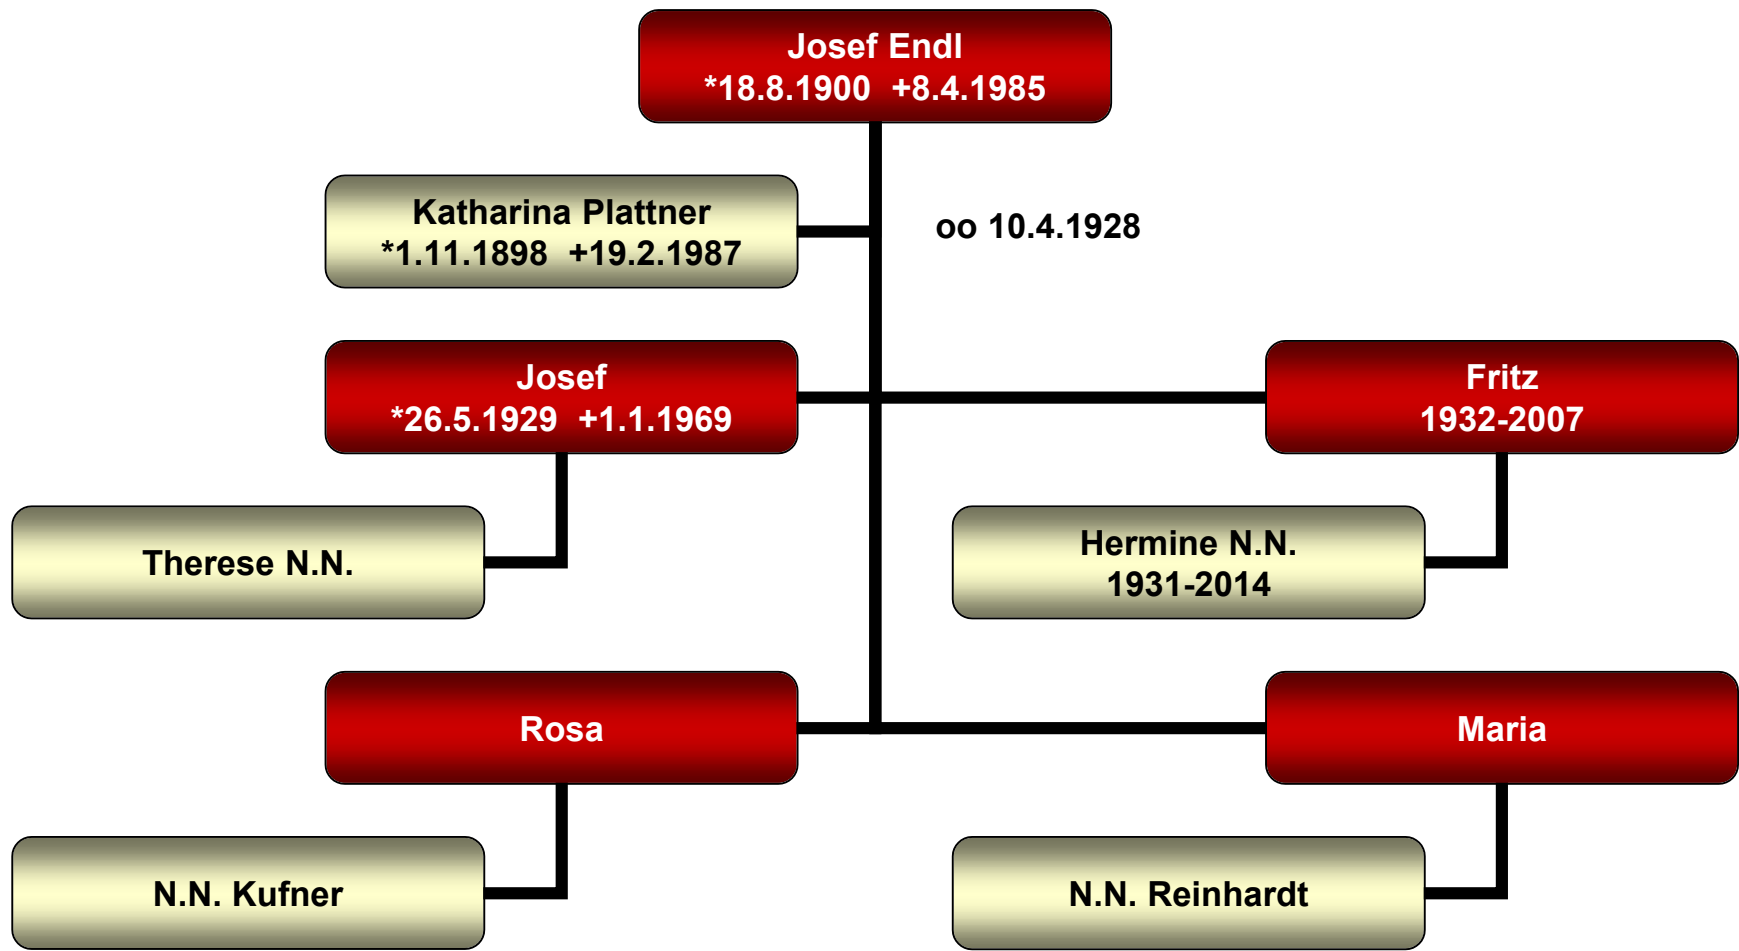 Josef Endl
*18.8.1900  +8.4.1985
Katharina Plattner
*1.11.1898  +19.2.1987
oo 10.4.1928
Josef
*26.5.1929  +1.1.1969
Fritz
1932-2007
Therese N.N.
Hermine N.N.
1931-2014
Rosa
Maria
N.N. Kufner
N.N. Reinhardt